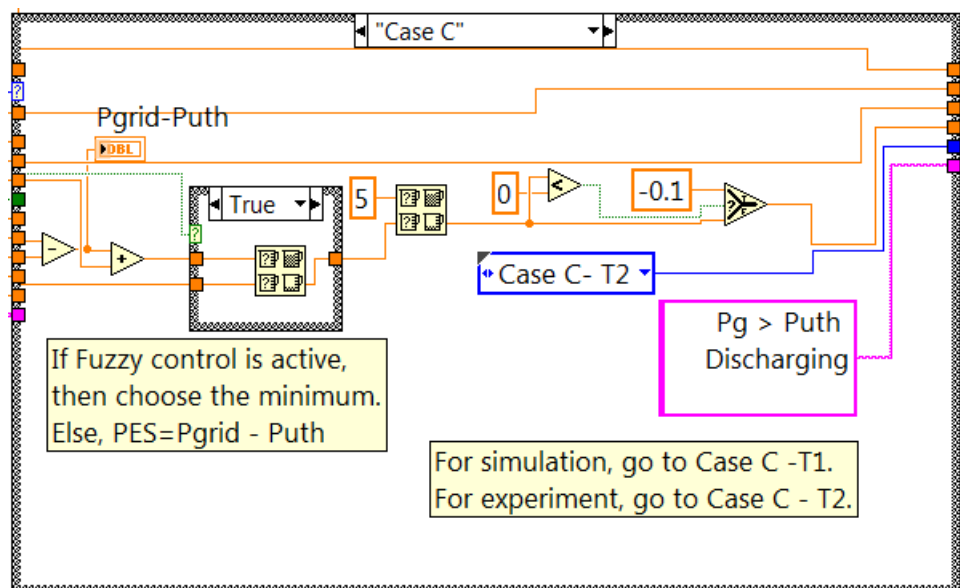 "Case C"
Pgrid-Puth
DBL
True
5
0
<
-0.1
?
?
-
+
?
?
?
?
?
?
?
Case C- T2
Pg > Puth
Discharging
If Fuzzy control is active,
then choose the minimum.
Else, PES=Pgrid - Puth
For simulation, go to Case C -T1.
For experiment, go to Case C - T2.